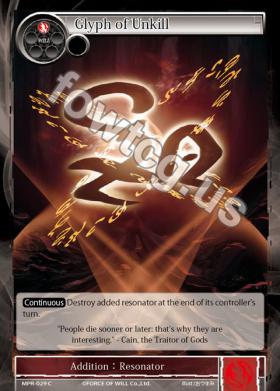 Glyph of Unkill
fowtcg.us
Continuous Destroy added resonator at the end of its controller's
turn.
"People die sooner or later: that's why they are
interesting." - Cain, the Traitor of Gods
Addition : Resonator
MPR-029 C ©FORCE OF WILL Co.,Ltd.